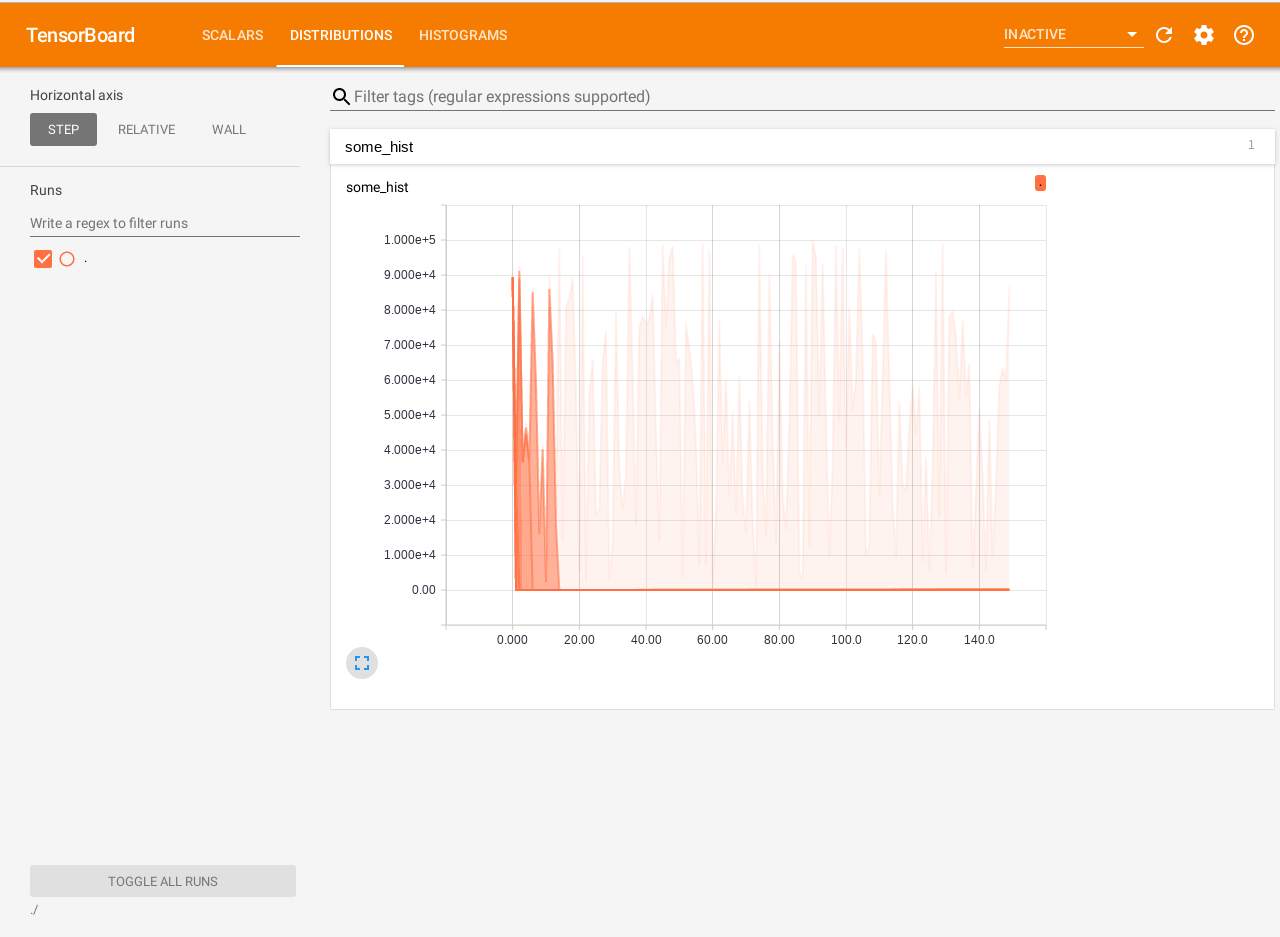 TensorBoard SCALARS DISTRIBUTIONS HISTOGRAMS INACTIVE
Horizontal axis
STEP RELATIVE WALL
Runs
Write a regex to filter runs
.
TOGGLE ALL RUNS
./
Filter tags (regular expressions supported)
some_hist 1
some_hist .
1.000e+5
9.000e+4
8.000e+4
7.000e+4
6.000e+4
5.000e+4
4.000e+4
3.000e+4
2.000e+4
1.000e+4
0.00
0.000 20.00 40.00 60.00 80.00 100.0 120.0 140.0